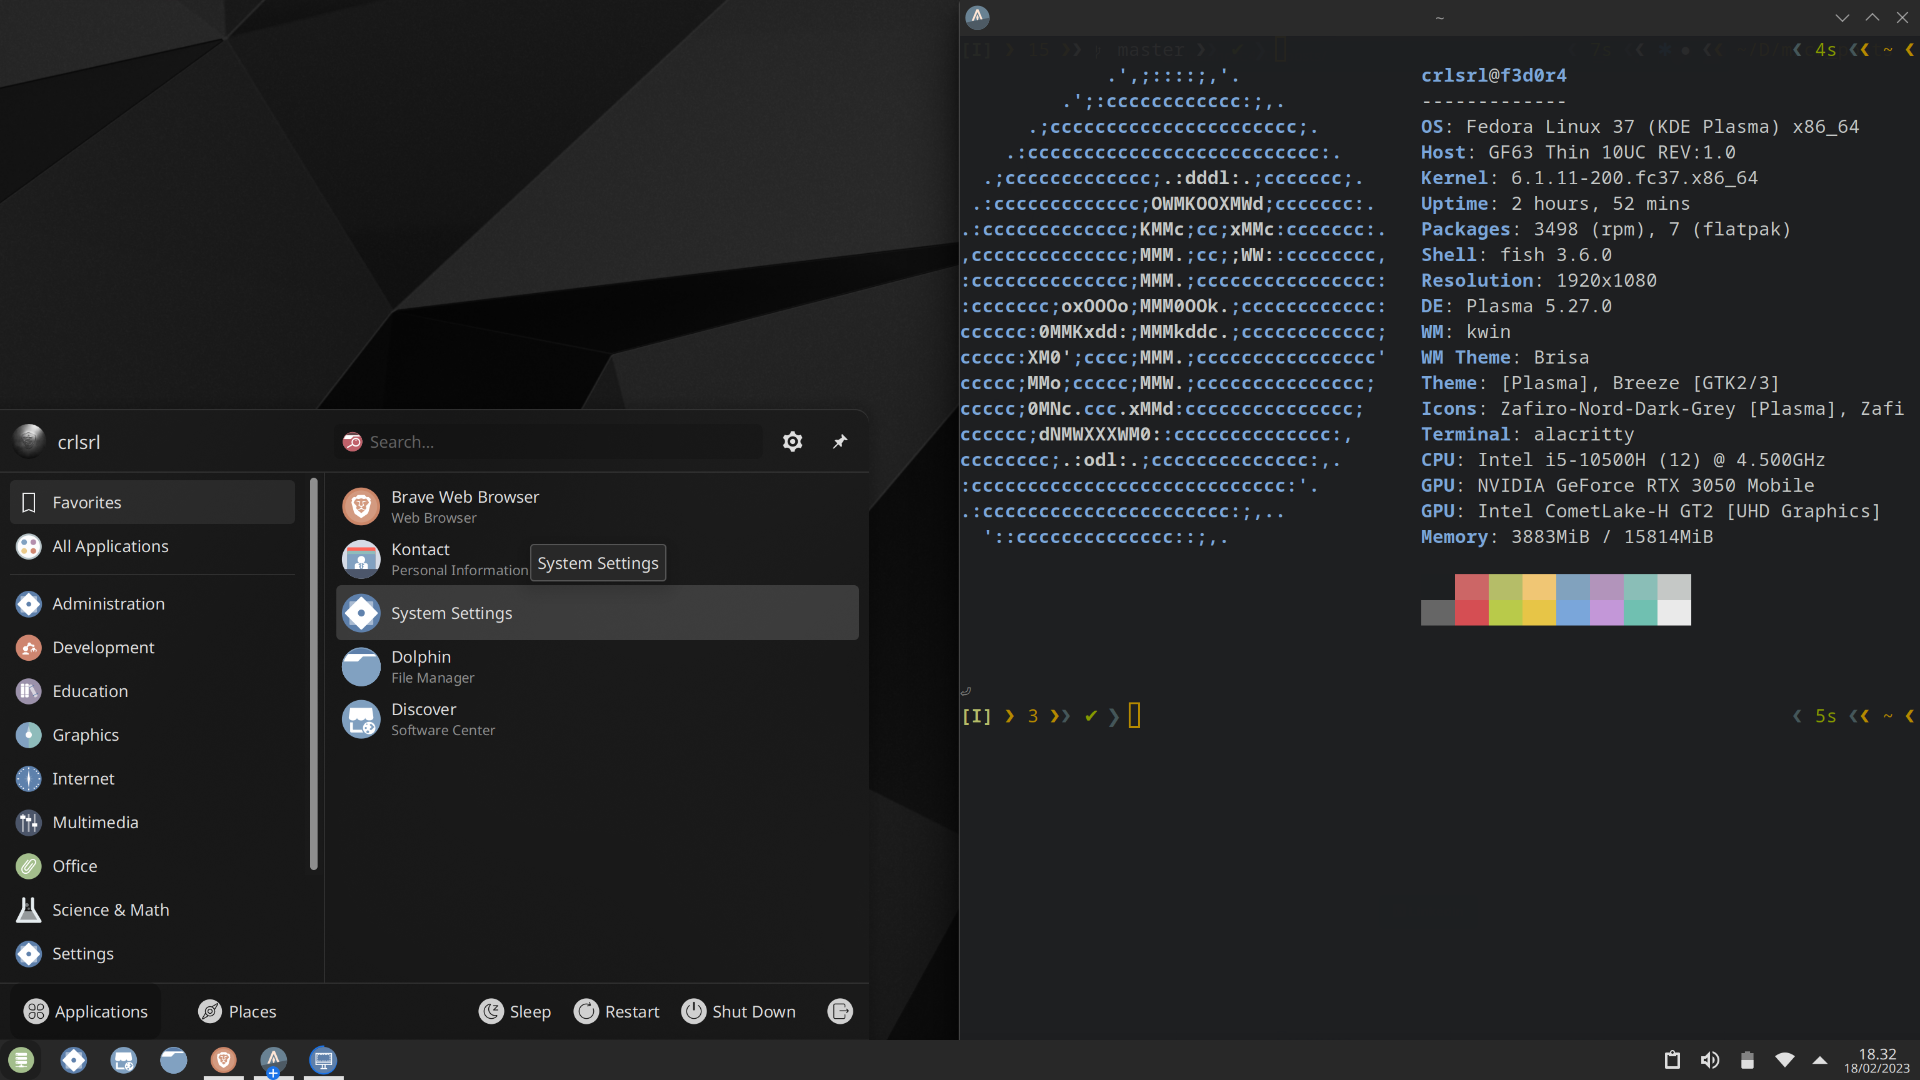 ~
[I] ❯ 15 ❯❯ master ❯
❮ 4s ❮❮ ~ ❮
.',;::::;,'.
.';:cccccccccccc:;,.
.;cccccccccccccccccccccc;.
.:cccccccccccccccccccccccccc:.
.;ccccccccccccc;.:dddl:.;ccccccc;.
.:ccccccccccccc;OWMKOOXMWd;ccccccc:.
.:ccccccccccccc;KMMc;cc;xMMc:ccccccc:.
,cccccccccccccc;MMM.;cc;;WW::cccccccc,
:cccccccccccccc;MMM.;cccccccccccccccc:
:ccccccc;oxOOOo;MMM0OOk.;cccccccccccc:
cccccc:0MMKxdd:;MMMkddc.;cccccccccccc;
ccccc:XM0';cccc;MMM.;cccccccccccccccc'
ccccc;MMo;ccccc;MMW.;ccccccccccccccc;
ccccc;0MNc.ccc.xMMd:ccccccccccccccc;
cccccc;dNMWXXXWM0::cccccccccccccc:,
cccccccc;.:odl:.;cccccccccccccc:,.
:cccccccccccccccccccccccccccc:'.
.:cccccccccccccccccccccc:;,..
'::cccccccccccccc::;,.
crlsrl@f3d0r4
-------------
OS: Fedora Linux 37 (KDE Plasma) x86_64
Host: GF63 Thin 10UC REV:1.0
Kernel: 6.1.11-200.fc37.x86_64
Uptime: 2 hours, 52 mins
Packages: 3498 (rpm), 7 (flatpak)
Shell: fish 3.6.0
Resolution: 1920x1080
DE: Plasma 5.27.0
WM: kwin
WM Theme: Brisa
Theme: [Plasma], Breeze [GTK2/3]
Icons: Zafiro-Nord-Dark-Grey [Plasma], Zafi
Terminal: alacritty
CPU: Intel i5-10500H (12) @ 4.500GHz
GPU: NVIDIA GeForce RTX 3050 Mobile
GPU: Intel CometLake-H GT2 [UHD Graphics]
Memory: 3883MiB / 15814MiB
⏎
[I] ❯ 3 ❯❯ ✔ ❯
❮ 5s ❮❮ ~ ❮
crlsrl
Search...
Favorites
All Applications
Administration
Development
Education
Graphics
Internet
Multimedia
Office
Science & Math
Settings
Brave Web Browser
Web Browser
Kontact
Personal Information
System Settings
System Settings
Dolphin
File Manager
Discover
Software Center
Applications
Places
Sleep
Restart
Shut Down
18.32
18/02/2023